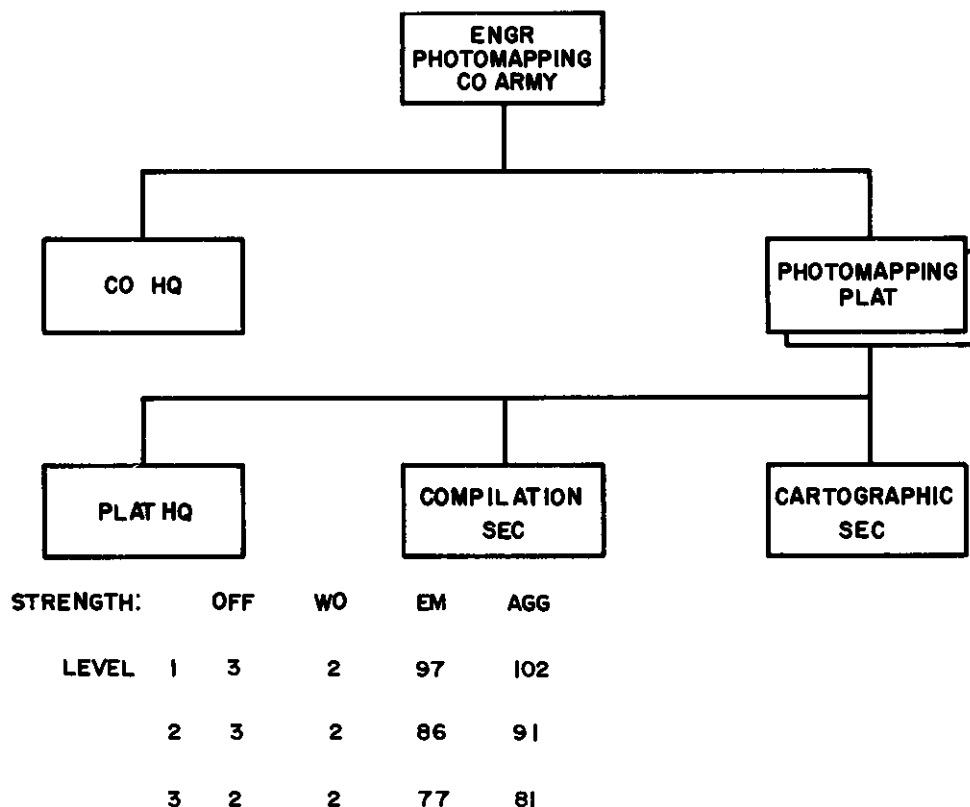 ENGR
PHOTOMAPPING
CO ARMY
CO HQ
PHOTOMAPPING
PLAT
PLAT HQ
COMPILATION
SEC
CARTOGRAPHIC
SEC
STRENGTH: OFF WO EM AGG
LEVEL 1 3 2 97 102
2 3 2 86 91
3 2 2 77 81